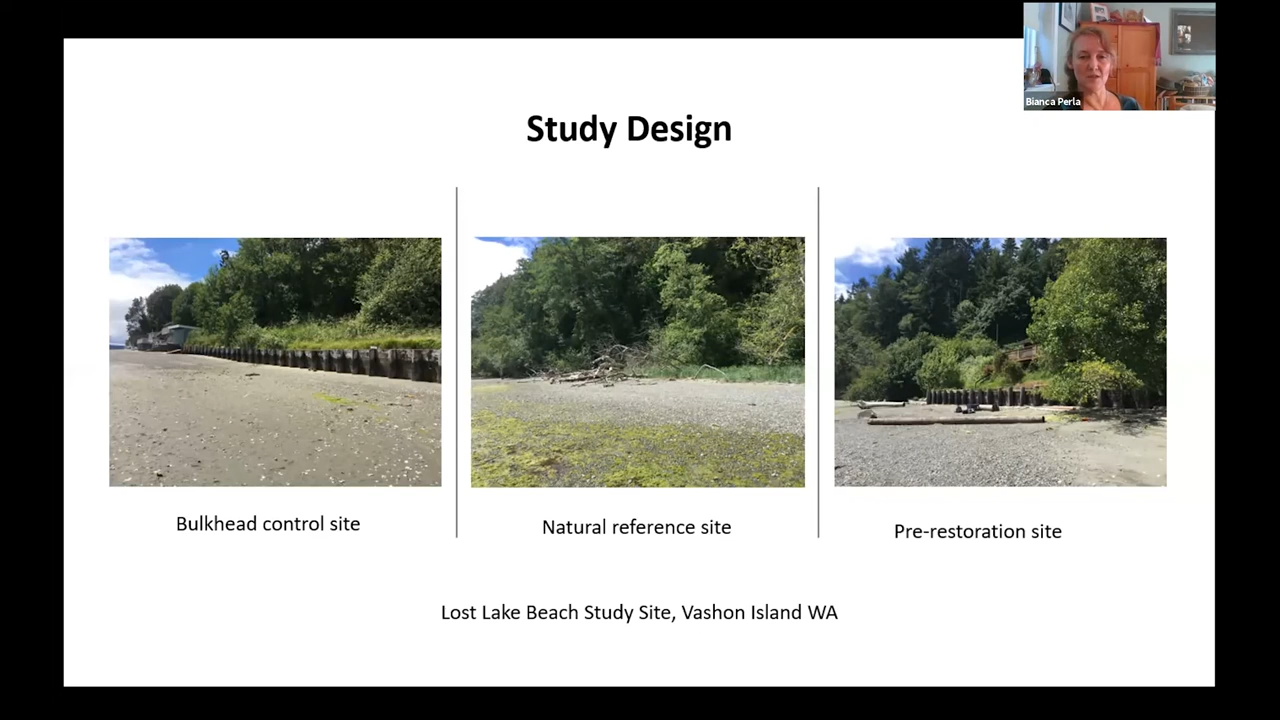 Bianca Perla
Study Design
Bulkhead control site
Natural reference site
Pre-restoration site
Lost Lake Beach Study Site, Vashon Island WA